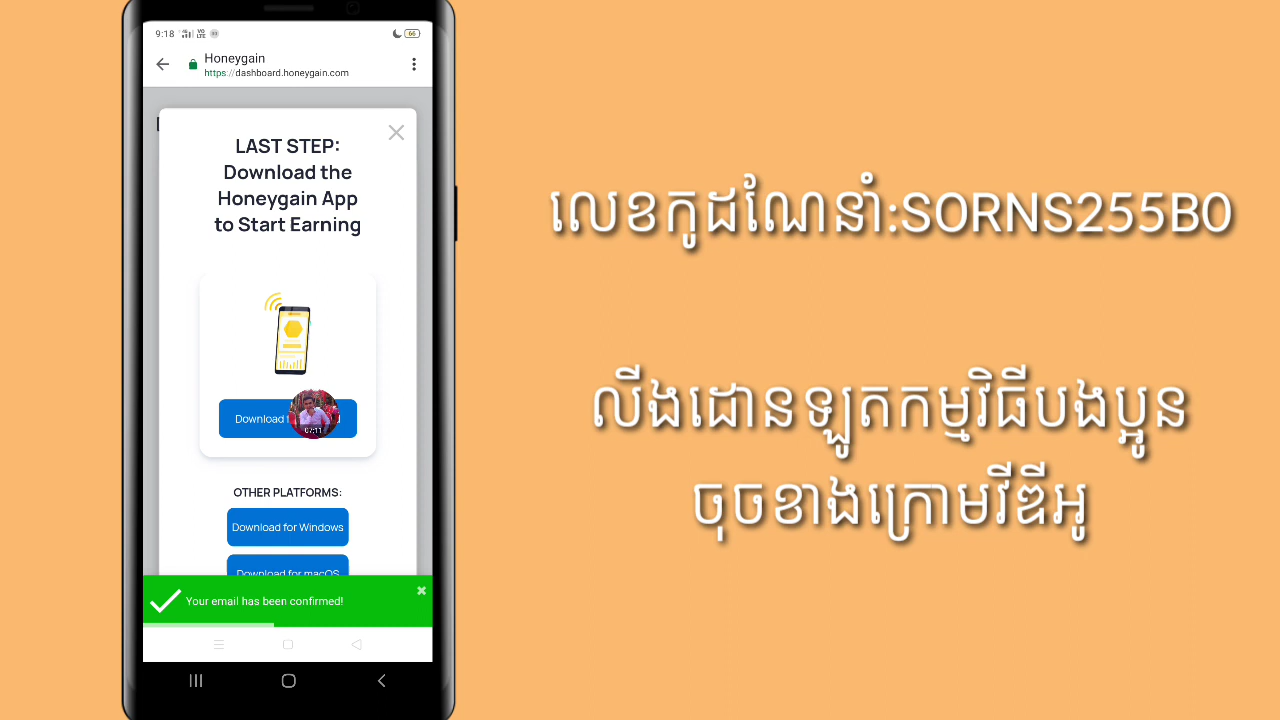 9:18
66
Honeygain
https://dashboard.honeygain.com
LAST STEP:
Download the
Honeygain App
to Start Earning
Download
07:11
OTHER PLATFORMS:
Download for Windows
Download for macOS
Your email has been confirmed!
លេខកូដណែនាំ:SORNS255B0
លីងដោនឡូតកម្មវិធីបងប្អូន
ចុចខាងក្រោមវីឌីអូ